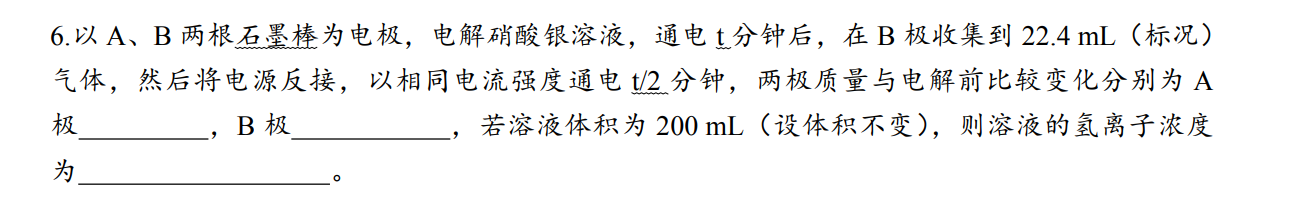 6.以 A、B 两根石墨棒为电极，电解硝酸银溶液，通电 t 分钟后，在 B 极收集到 22.4 mL（标况）
气体，然后将电源反接，以相同电流强度通电 t/2 分钟，两极质量与电解前比较变化分别为 A
极__________，B 极____________，若溶液体积为 200 mL（设体积不变），则溶液的氢离子浓度
为___________________。